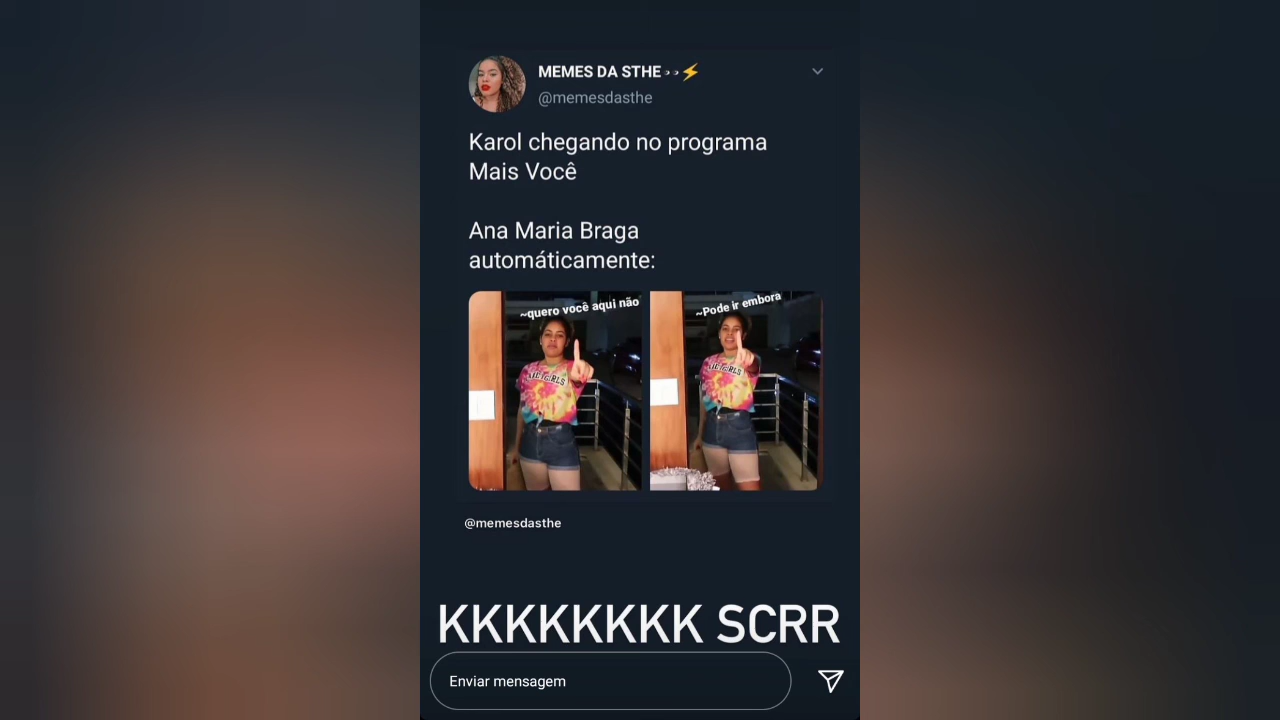 MEMES DA STHE 👀⚡
@memesdasthe
Karol chegando no programa
Mais Você
Ana Maria Braga
automáticamente:
~quero você aqui não
~Pode ir embora
@memesdasthe
KKKKKKKK SCRR
Enviar mensagem